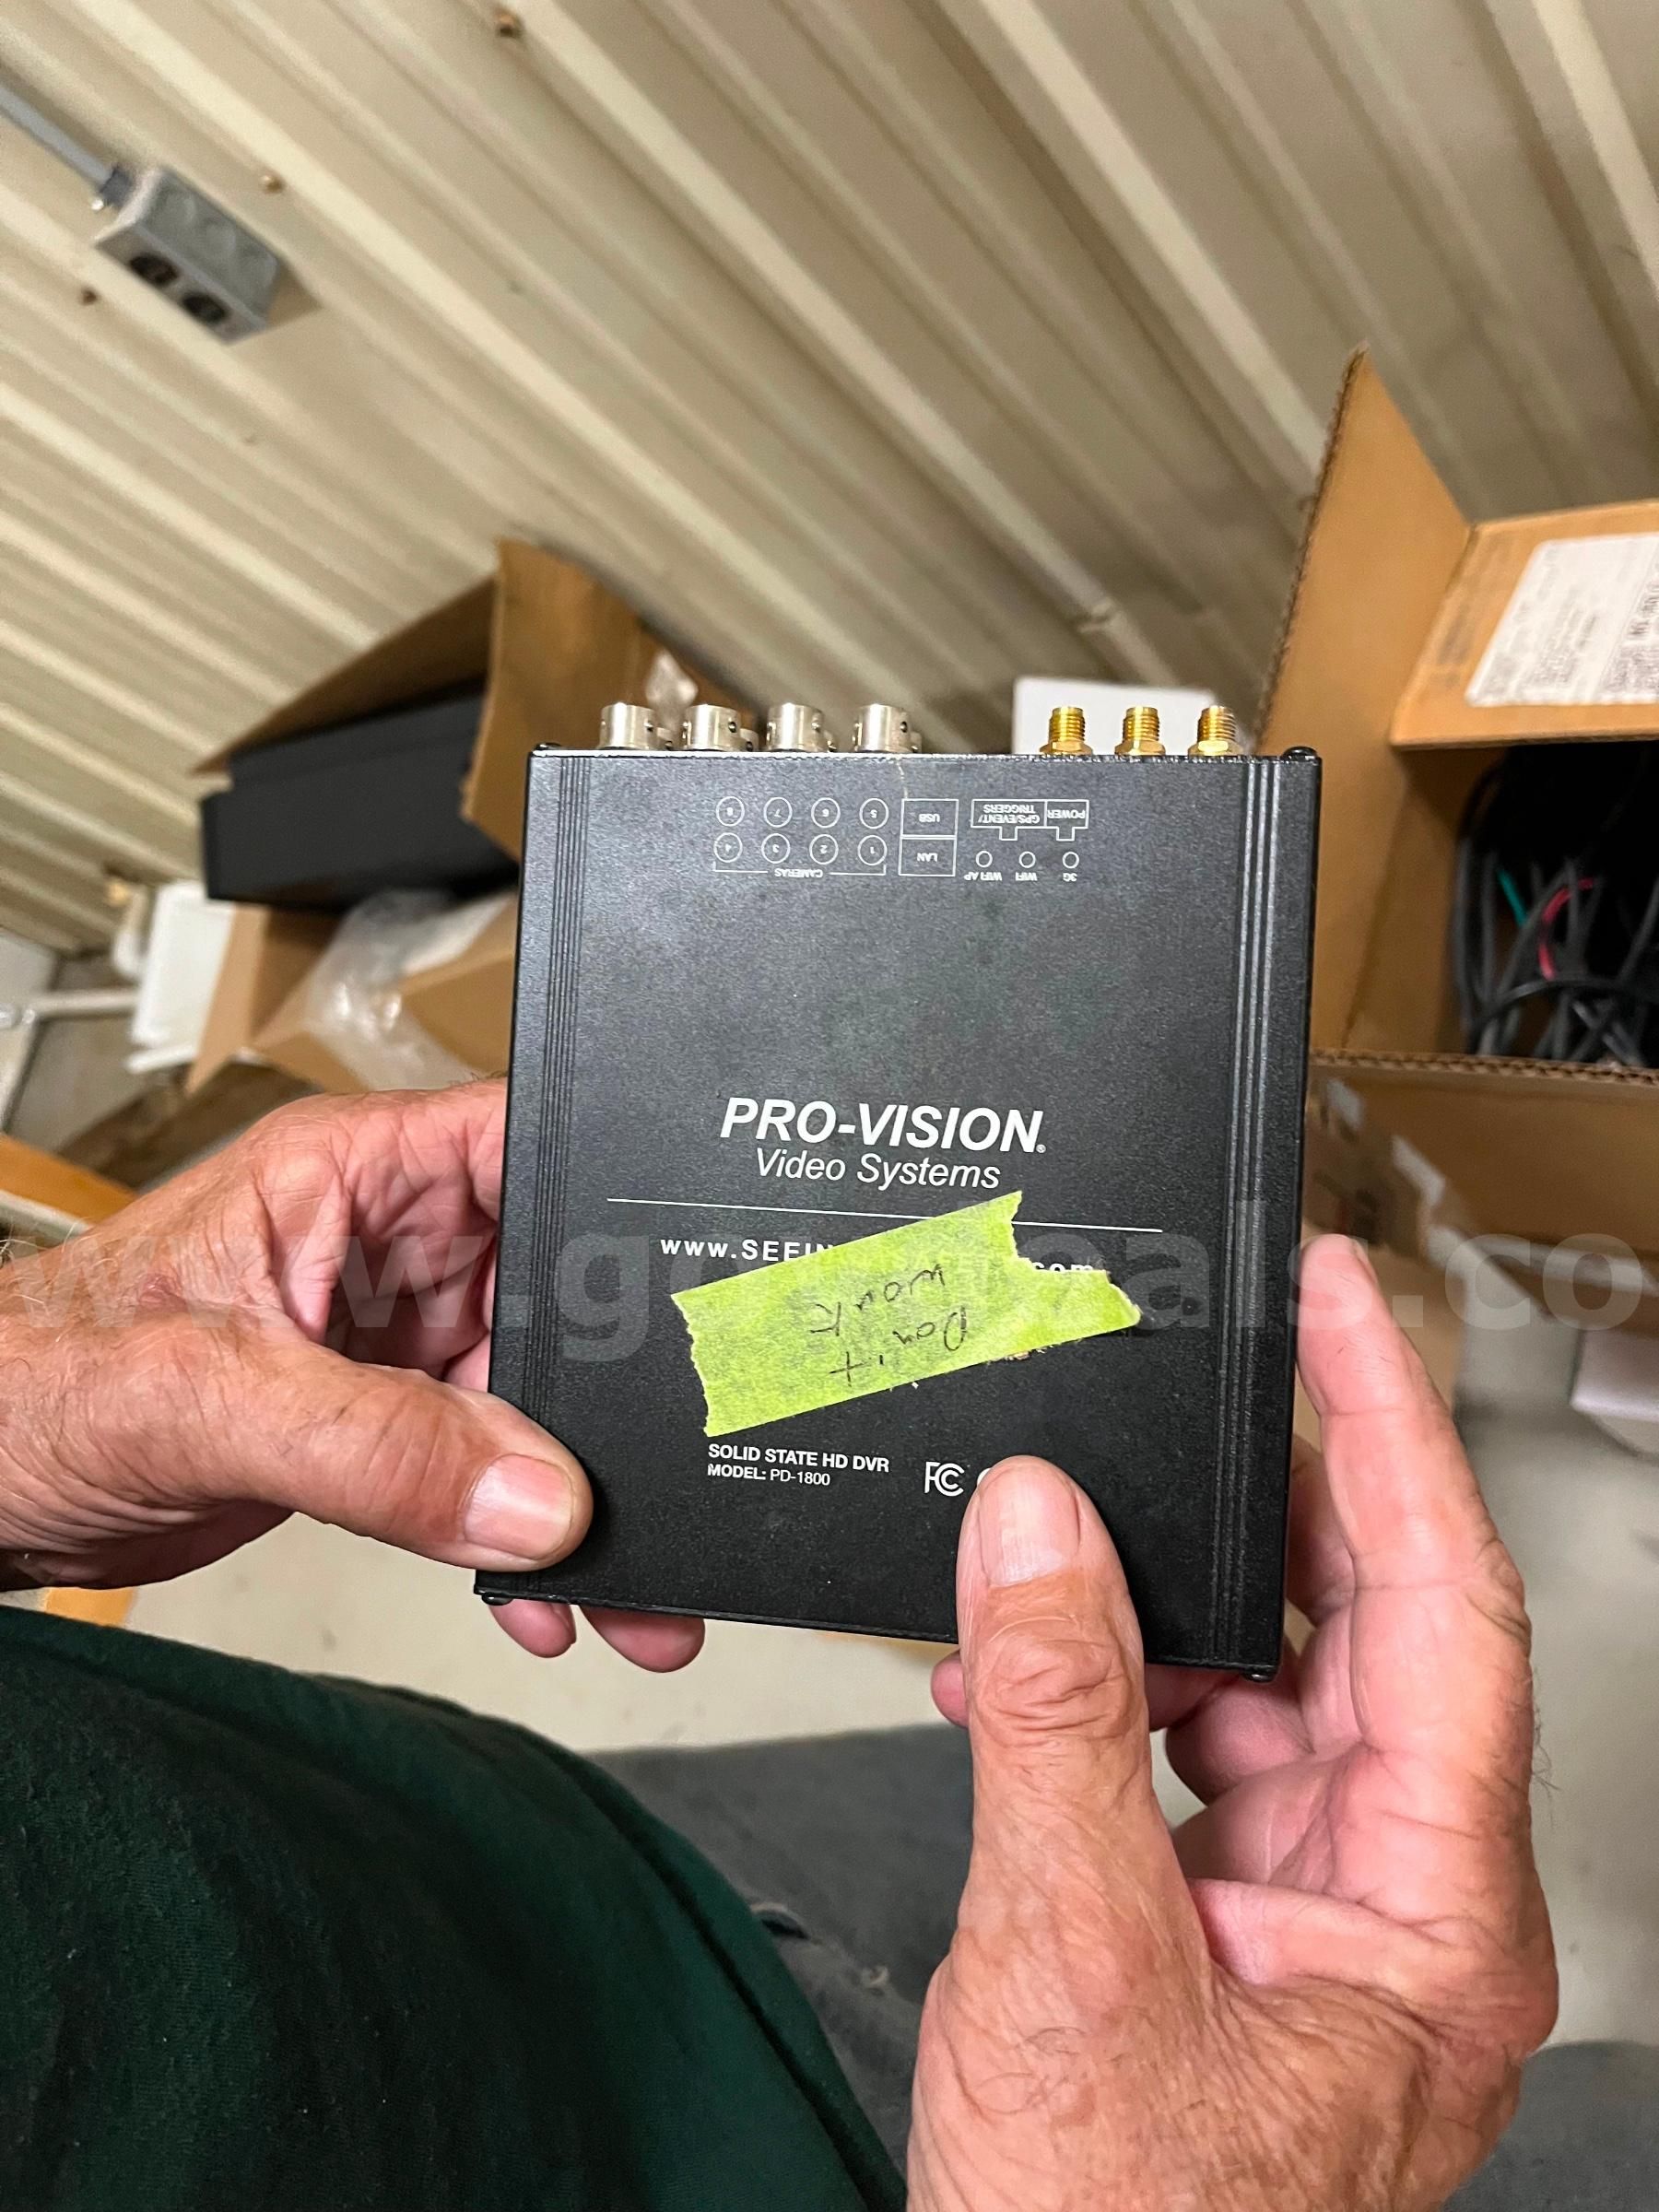 8 7 6 5 USB GPS/EVENT/ TRIGGERS POWER
4 3 2 1 LAN
CAMERAS WIFI AP WIFI 3G
PRO-VISION®
Video Systems
www.SEEIN .com
Don't
work
SOLID STATE HD DVR
MODEL: PD-1800
FC